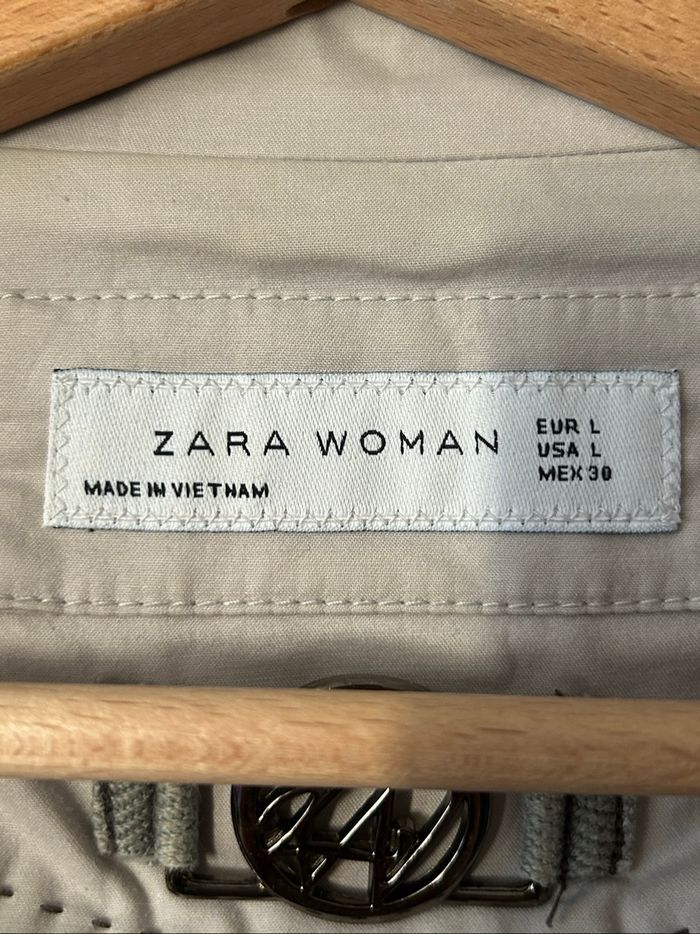 ZARA WOMAN
MADE IN VIETNAM
EUR L
USA L
MEX 30